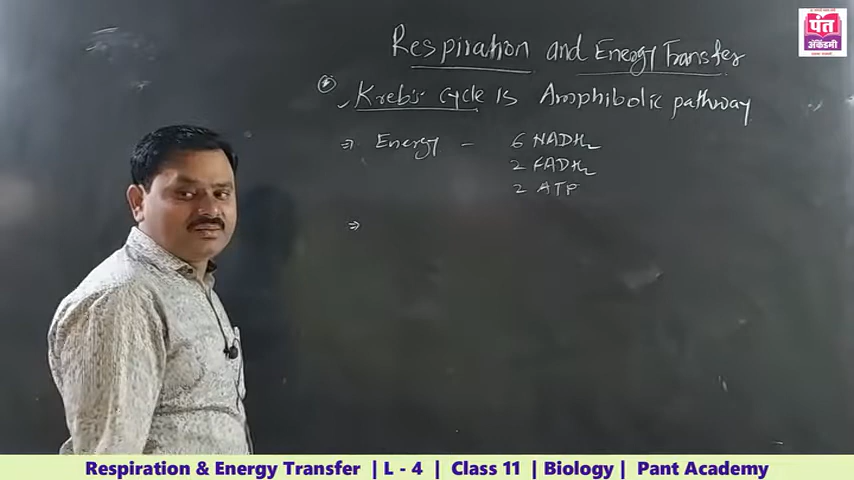 पंत
अ‍ॅकॅडमी
Respiration and Energy Transfer
Kreb's cycle is Amphibolic pathway
⇒ Energy - 6 NADH2
2 FADH2
2 ATP
⇒
Respiration & Energy Transfer | L - 4 | Class 11 | Biology | Pant Academy